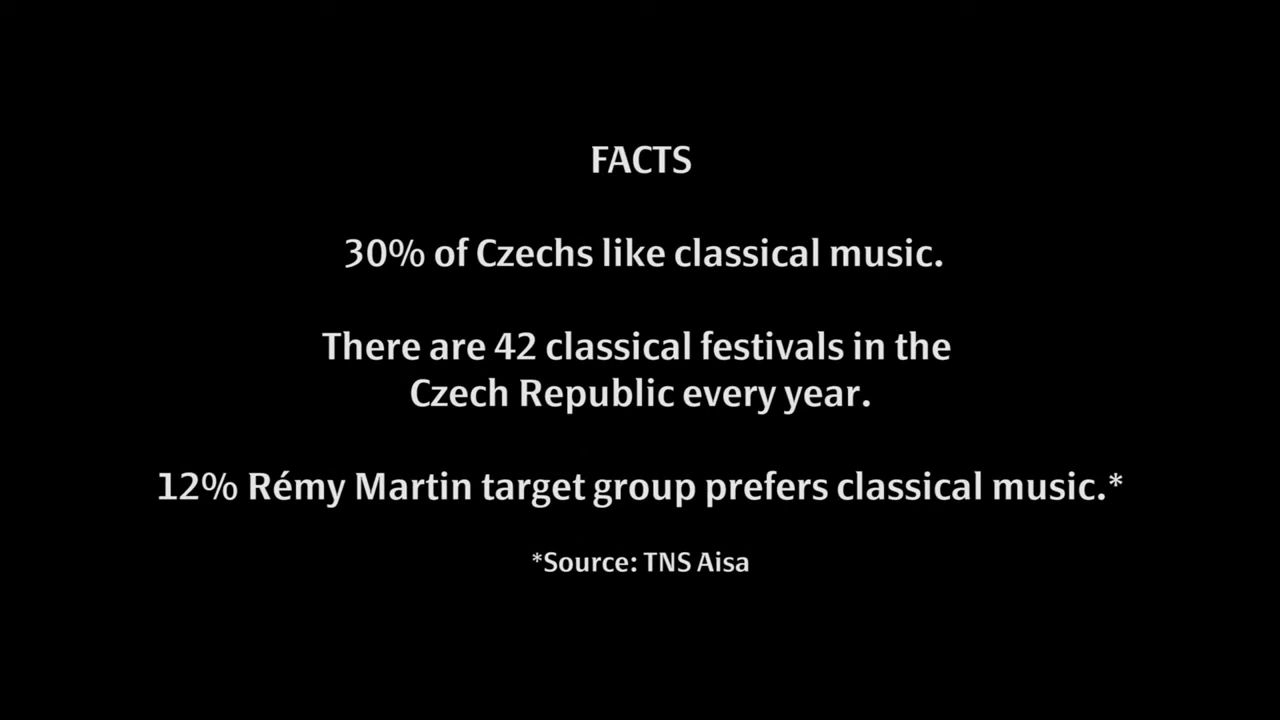 FACTS
30% of Czechs like classical music.
There are 42 classical festivals in the
Czech Republic every year.
12% Rémy Martin target group prefers classical music.*
*Source: TNS Aisa